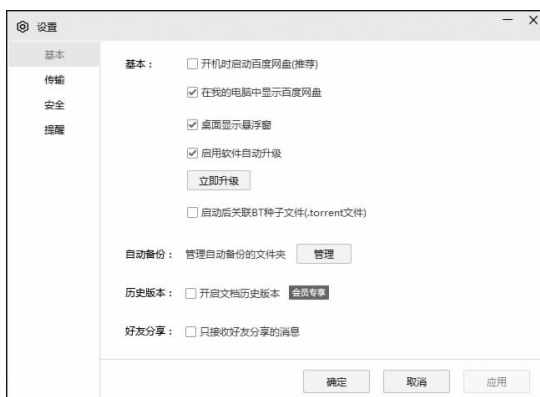 设置
基本
传输
安全
提醒
基本： 开机时启动百度网盘(推荐)
在我的电脑中显示百度网盘
桌面显示悬浮窗
启用软件自动升级
立即升级
启动后关联BT种子文件(.torrent文件)
自动备份： 管理自动备份的文件夹 管理
历史版本： 开启文档历史版本 会员专享
好友分享： 只接收好友分享的消息
确定 取消 应用